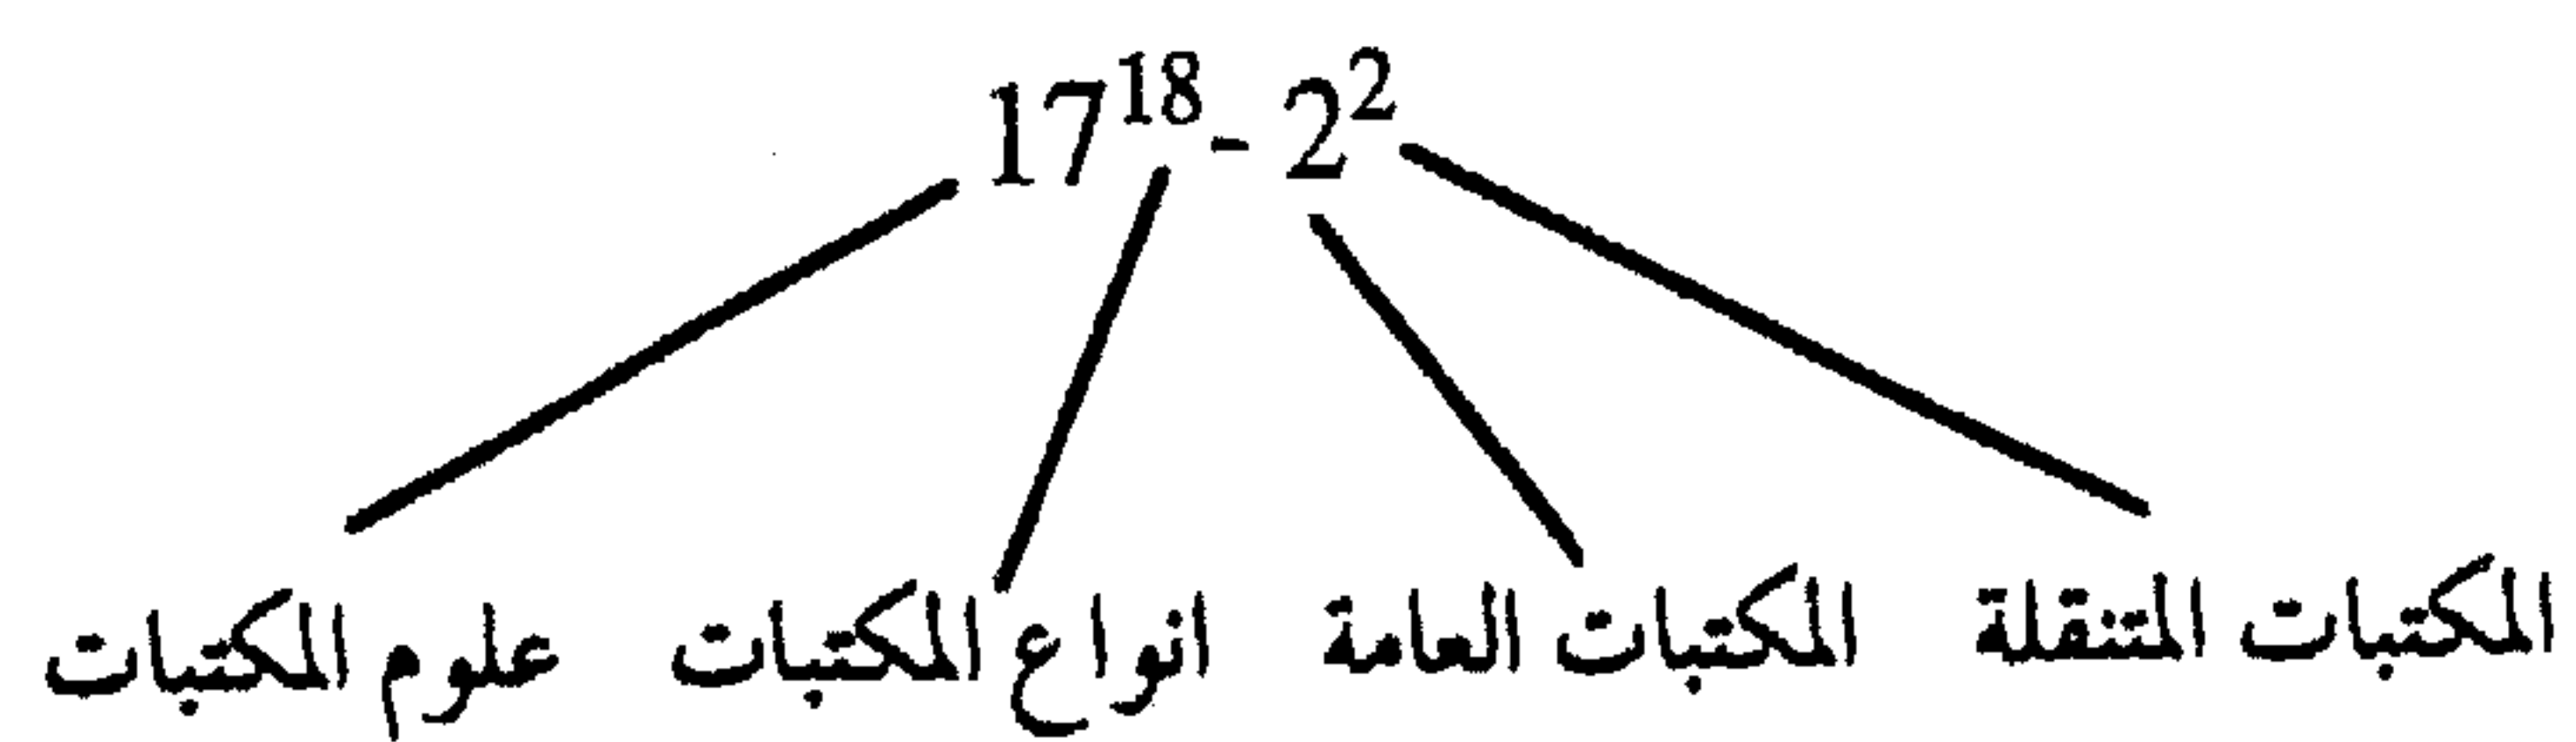 17¹⁸- 2²
المكتبات المتنقلة المكتبات العامة انواع المكتبات علوم المكتبات